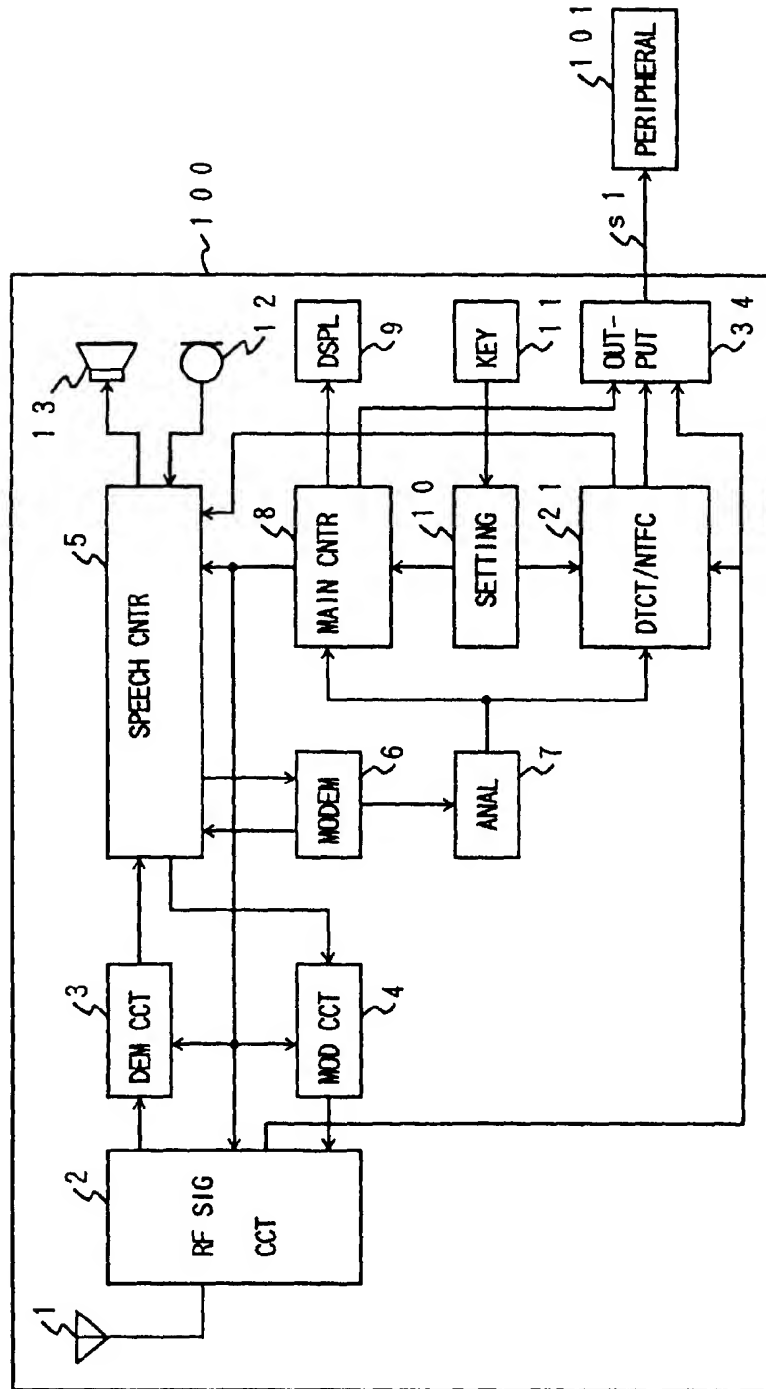 1
2
RF SIG
CCT
3
DEM CCT
4
MOD CCT
5
SPEECH CNTR
6
MODEM
7
ANAL
8
MAIN CNTR
9
DSPL
10
SETTING
11
KEY
12
13
21
DTCT/NTFC
34
OUT-
PUT
s1
100
101
PERIPHERAL